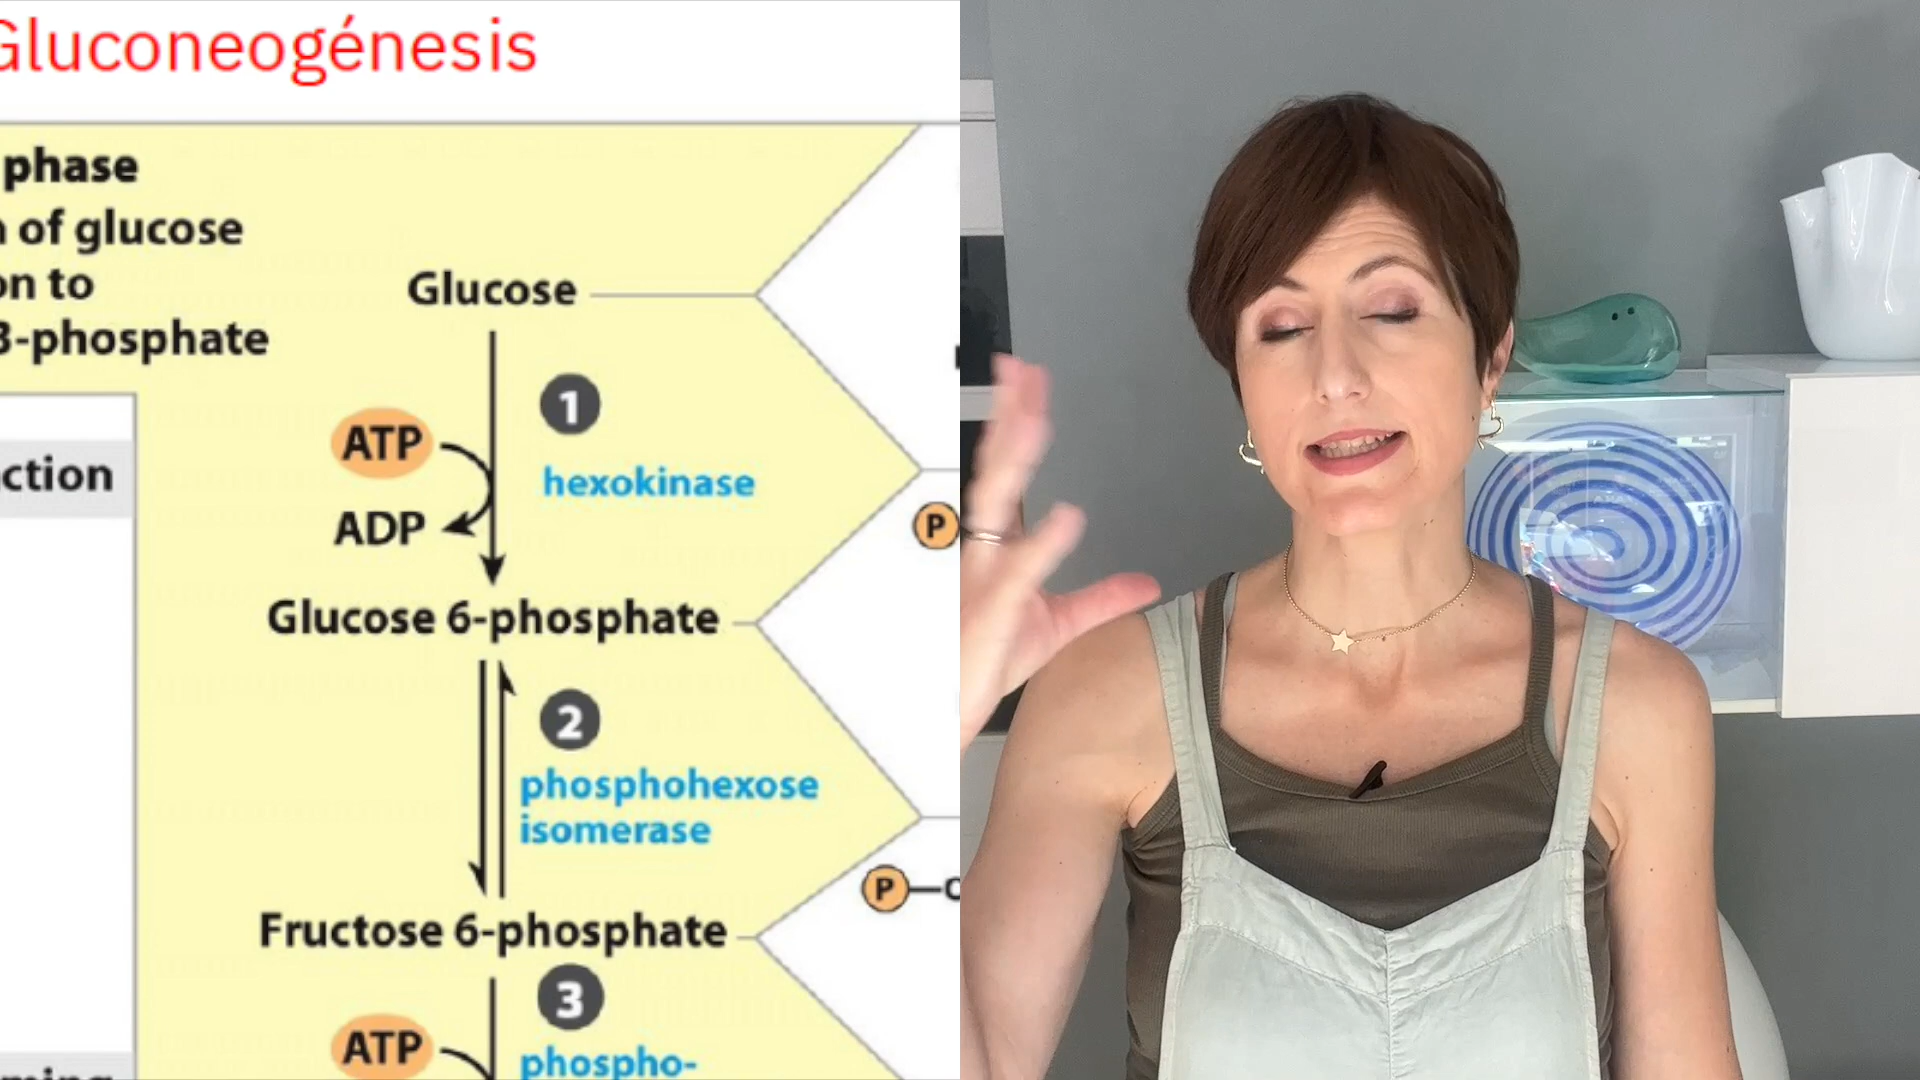 Gluconeogénesis
phase
of glucose
on to
3-phosphate
Glucose
1
ATP
ction
hexokinase
ADP
P
Glucose 6-phosphate
2
phosphohexose
isomerase
P
Fructose 6-phosphate
3
ATP
phospho-